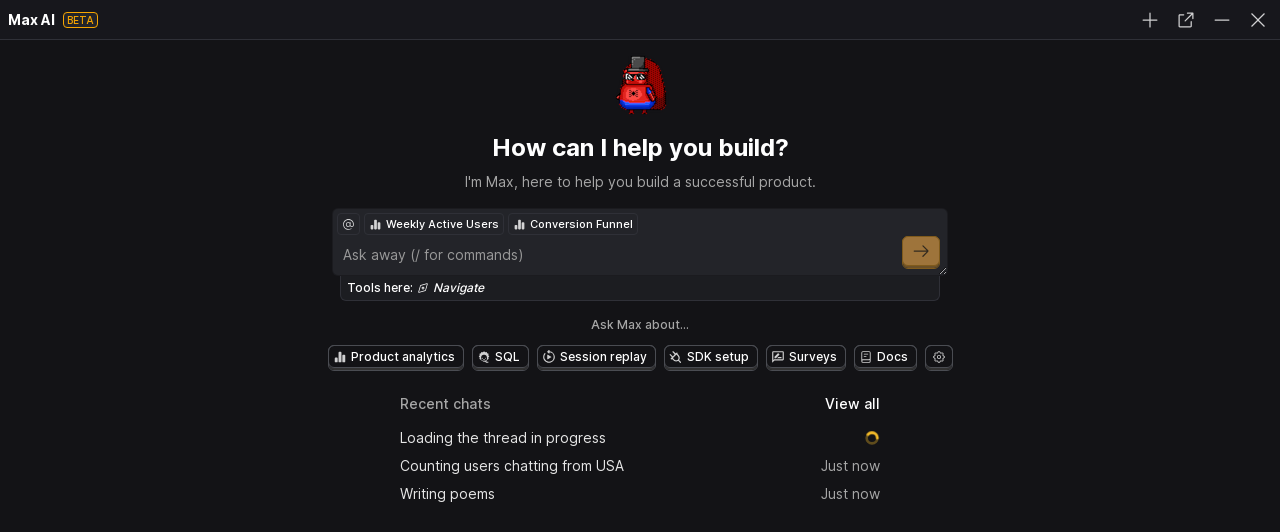 Max AI BETA
How can I help you build?
I'm Max, here to help you build a successful product.
@ Weekly Active Users Conversion Funnel
Ask away (/ for commands)
Tools here: Navigate
Ask Max about...
Product analytics SQL Session replay SDK setup Surveys Docs
Recent chats View all
Loading the thread in progress
Counting users chatting from USA Just now
Writing poems Just now